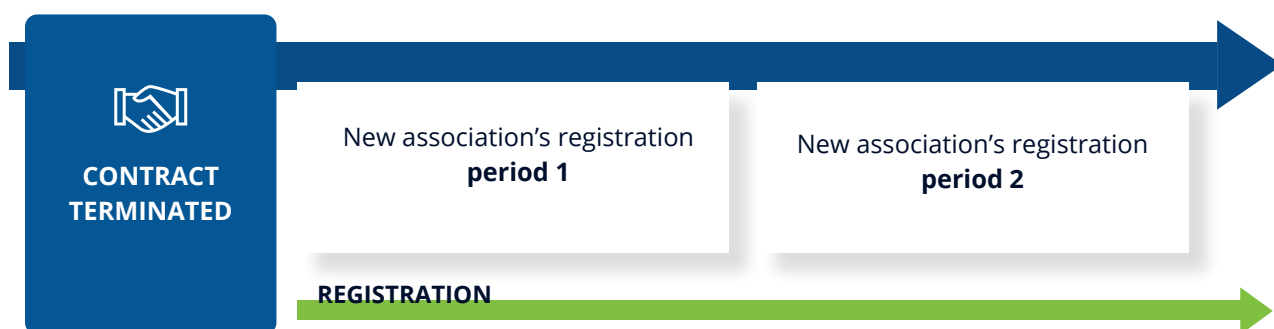 CONTRACT
TERMINATED
New association’s registration
period 1
New association’s registration
period 2
REGISTRATION